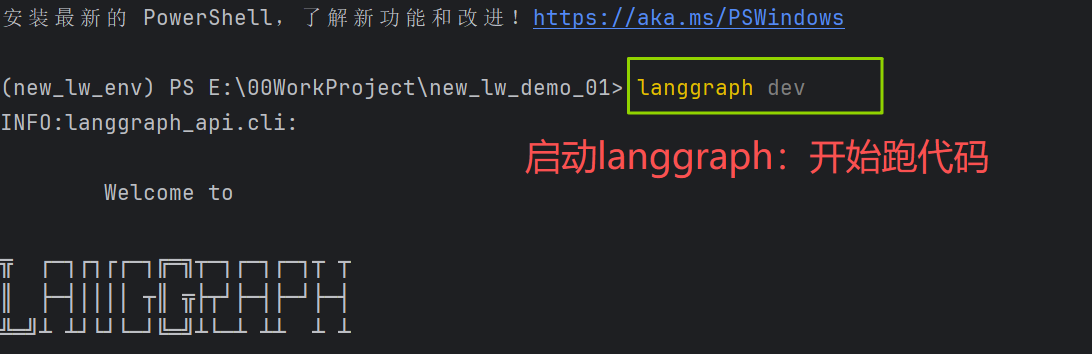 安装最新的 PowerShell，了解新功能和改进！https://aka.ms/PSWindows
(new_lw_env) PS E:\00WorkProject\new_lw_demo_01> langgraph dev
INFO:langgraph_api.cli:
启动langgraph：开始跑代码
Welcome to
LANGGRAPH